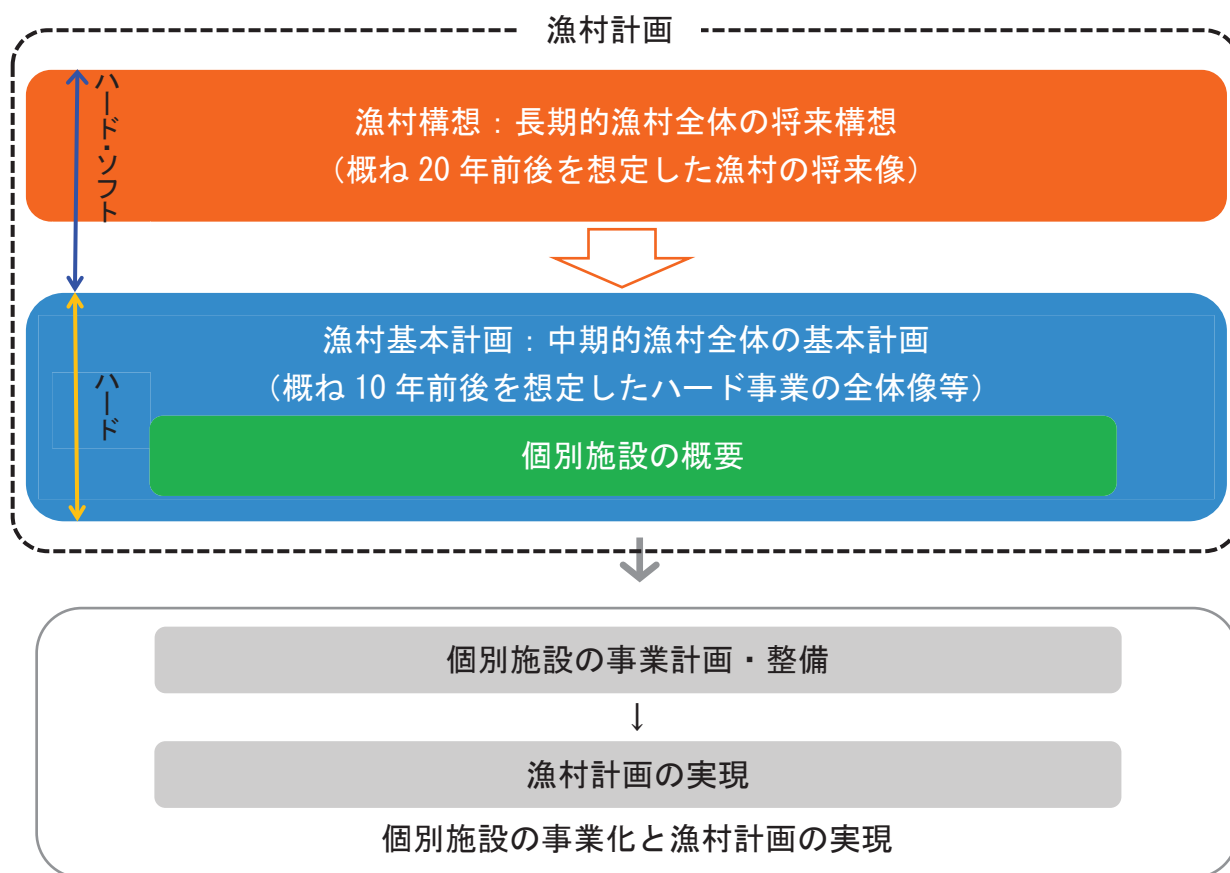 漁村計画
ハード・ソフト
漁村構想：長期的漁村全体の将来構想
（概ね 20 年前後を想定した漁村の将来像）
漁村基本計画：中期的漁村全体の基本計画
（概ね 10 年前後を想定したハード事業の全体像等）
ハード
個別施設の概要
個別施設の事業計画・整備
↓
漁村計画の実現
個別施設の事業化と漁村計画の実現